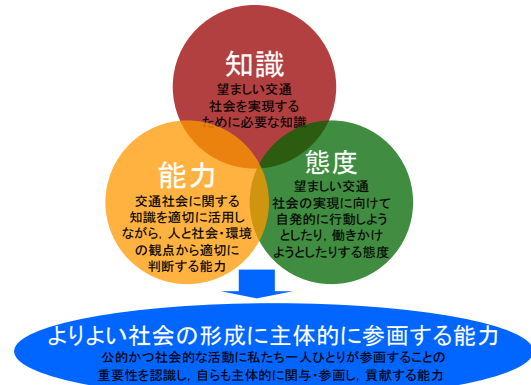 知識
望ましい交通
社会を実現する
ために必要な知識
能力
交通社会に関する
知識を適切に活用し
ながら，人と社会・環境
の観点から適切に
判断する能力
態度
望ましい交通
社会の実現に向けて
自発的に行動しよう
としたり，働きかけ
ようとしたりする態度
よりよい社会の形成に主体的に参画する能力
公的かつ社会的な活動に私たち一人ひとりが参画することの
重要性を認識し，自らも主体的に関与・参画し，貢献する能力